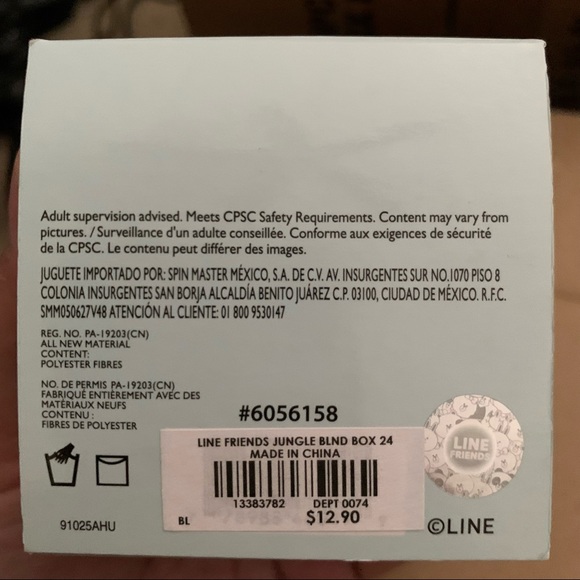 Adult supervision advised. Meets CPSC Safety Requirements. Content may vary from
pictures. / Surveillance d'un adulte conseillée. Conforme aux exigences de sécurité
de la CPSC. Le contenu peut différer des images.
JUGUETE IMPORTADO POR: SPIN MASTER MÉXICO, S.A. DE C.V. AV. INSURGENTES SUR NO.1070 PISO 8
COLONIA INSURGENTES SAN BORJA ALCALDÍA BENITO JUÁREZ C.P. 03100, CIUDAD DE MÉXICO. R.F.C.
SMM050627V48 ATENCIÓN AL CLIENTE: 01 800 9530147
REG. NO. PA-19203(CN)
ALL NEW MATERIAL
CONTENT:
POLYESTER FIBRES
NO. DE PERMIS PA-19203(CN)
FABRIQUÉ ENTIÈREMENT AVEC DES
MATÉRIAUX NEUFS
CONTENU :
FIBRES DE POLYESTER
#6056158
LINE FRIENDS JUNGLE BLND BOX 24
MADE IN CHINA
13383782 DEPT 0074
BL $12.90
LINE
FRIENDS
91025AHU
©LINE